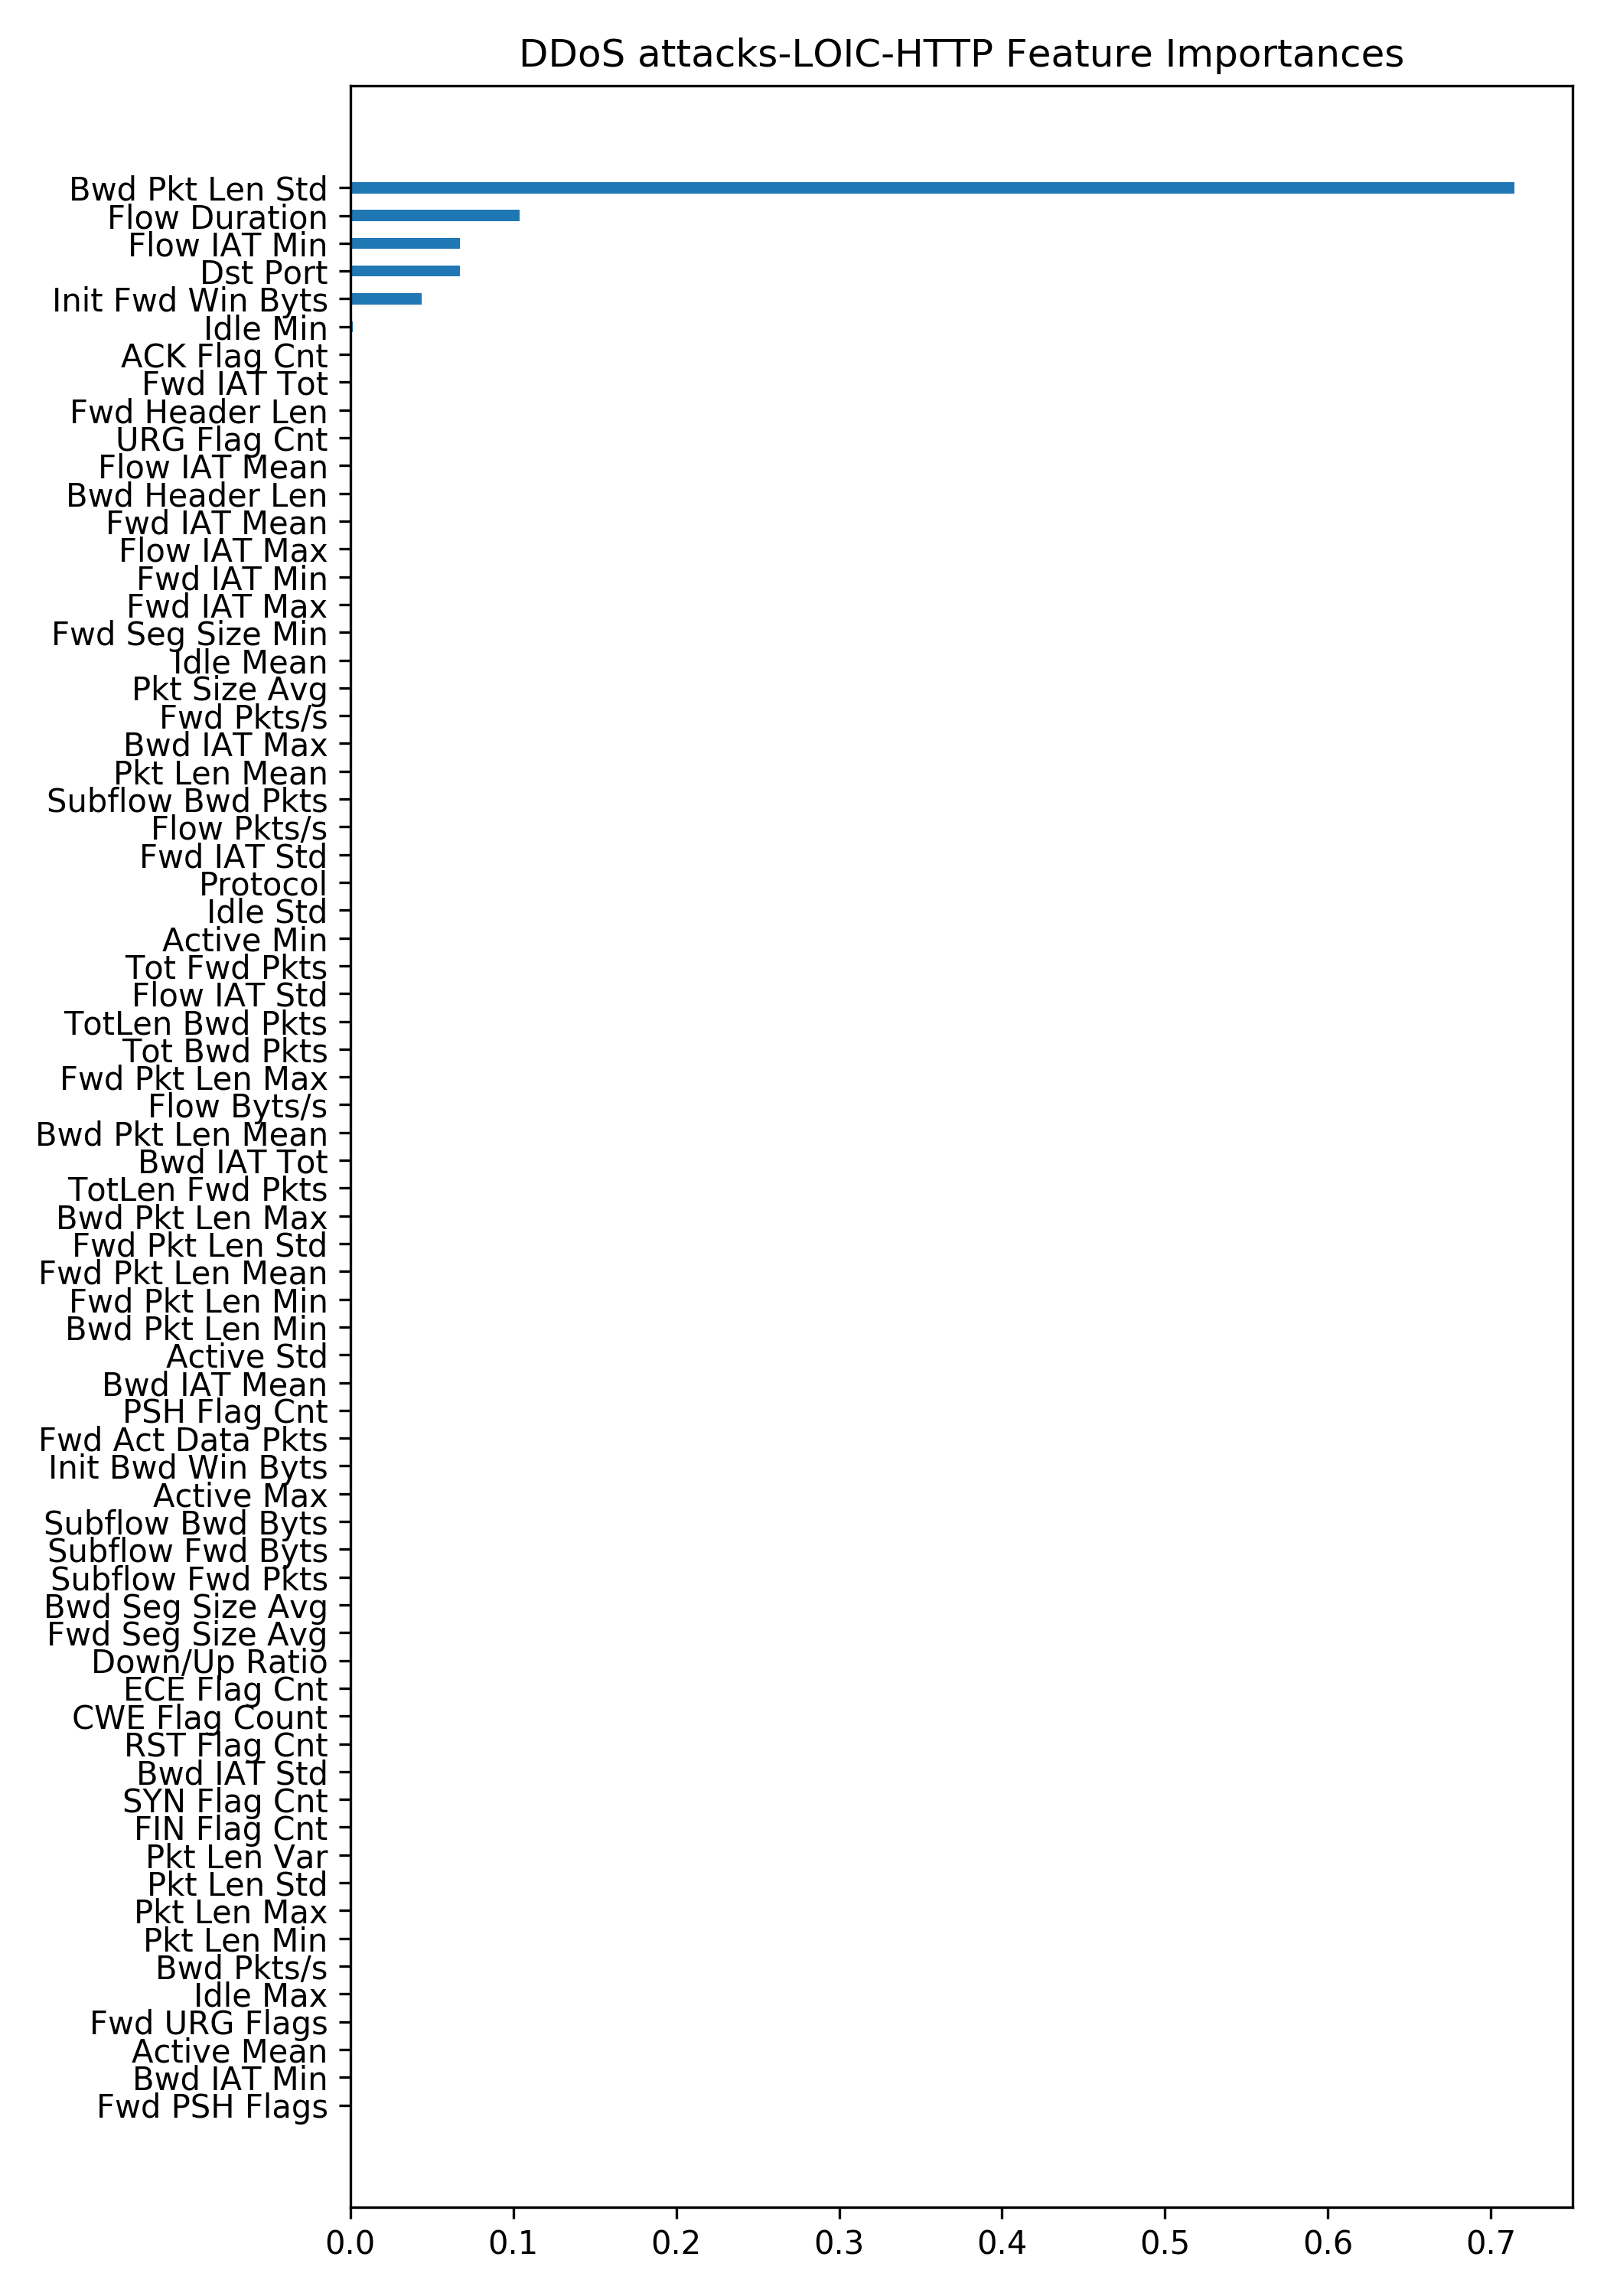 DDoS attacks-LOIC-HTTP Feature Importances
Bwd Pkt Len Std
Flow Duration
Flow IAT Min
Dst Port
Init Fwd Win Byts
Idle Min
ACK Flag Cnt
Fwd IAT Tot
Fwd Header Len
URG Flag Cnt
Flow IAT Mean
Bwd Header Len
Fwd IAT Mean
Flow IAT Max
Fwd IAT Min
Fwd IAT Max
Fwd Seg Size Min
Idle Mean
Pkt Size Avg
Fwd Pkts/s
Bwd IAT Max
Pkt Len Mean
Subflow Bwd Pkts
Flow Pkts/s
Fwd IAT Std
Protocol
Idle Std
Active Min
Tot Fwd Pkts
Flow IAT Std
TotLen Bwd Pkts
Tot Bwd Pkts
Fwd Pkt Len Max
Flow Byts/s
Bwd Pkt Len Mean
Bwd IAT Tot
TotLen Fwd Pkts
Bwd Pkt Len Max
Fwd Pkt Len Std
Fwd Pkt Len Mean
Fwd Pkt Len Min
Bwd Pkt Len Min
Active Std
Bwd IAT Mean
PSH Flag Cnt
Fwd Act Data Pkts
Init Bwd Win Byts
Active Max
Subflow Bwd Byts
Subflow Fwd Byts
Subflow Fwd Pkts
Bwd Seg Size Avg
Fwd Seg Size Avg
Down/Up Ratio
ECE Flag Cnt
CWE Flag Count
RST Flag Cnt
Bwd IAT Std
SYN Flag Cnt
FIN Flag Cnt
Pkt Len Var
Pkt Len Std
Pkt Len Max
Pkt Len Min
Bwd Pkts/s
Idle Max
Fwd URG Flags
Active Mean
Bwd IAT Min
Fwd PSH Flags
0.0 0.1 0.2 0.3 0.4 0.5 0.6 0.7